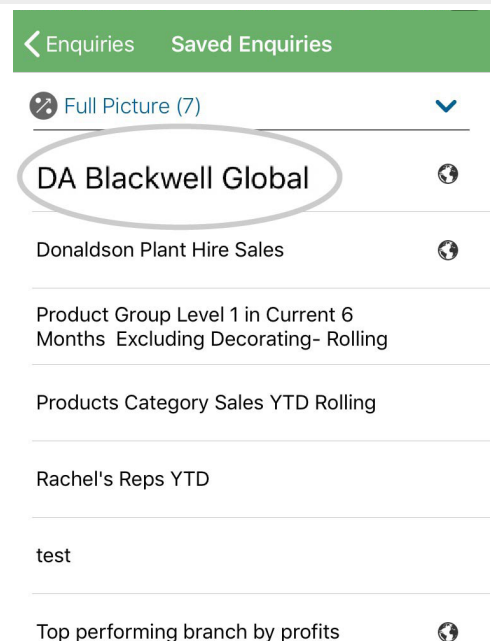 Enquiries Saved Enquiries
Full Picture (7)
DA Blackwell Global
Donaldson Plant Hire Sales
Product Group Level 1 in Current 6
Months Excluding Decorating- Rolling
Products Category Sales YTD Rolling
Rachel's Reps YTD
test
Top performing branch by profits